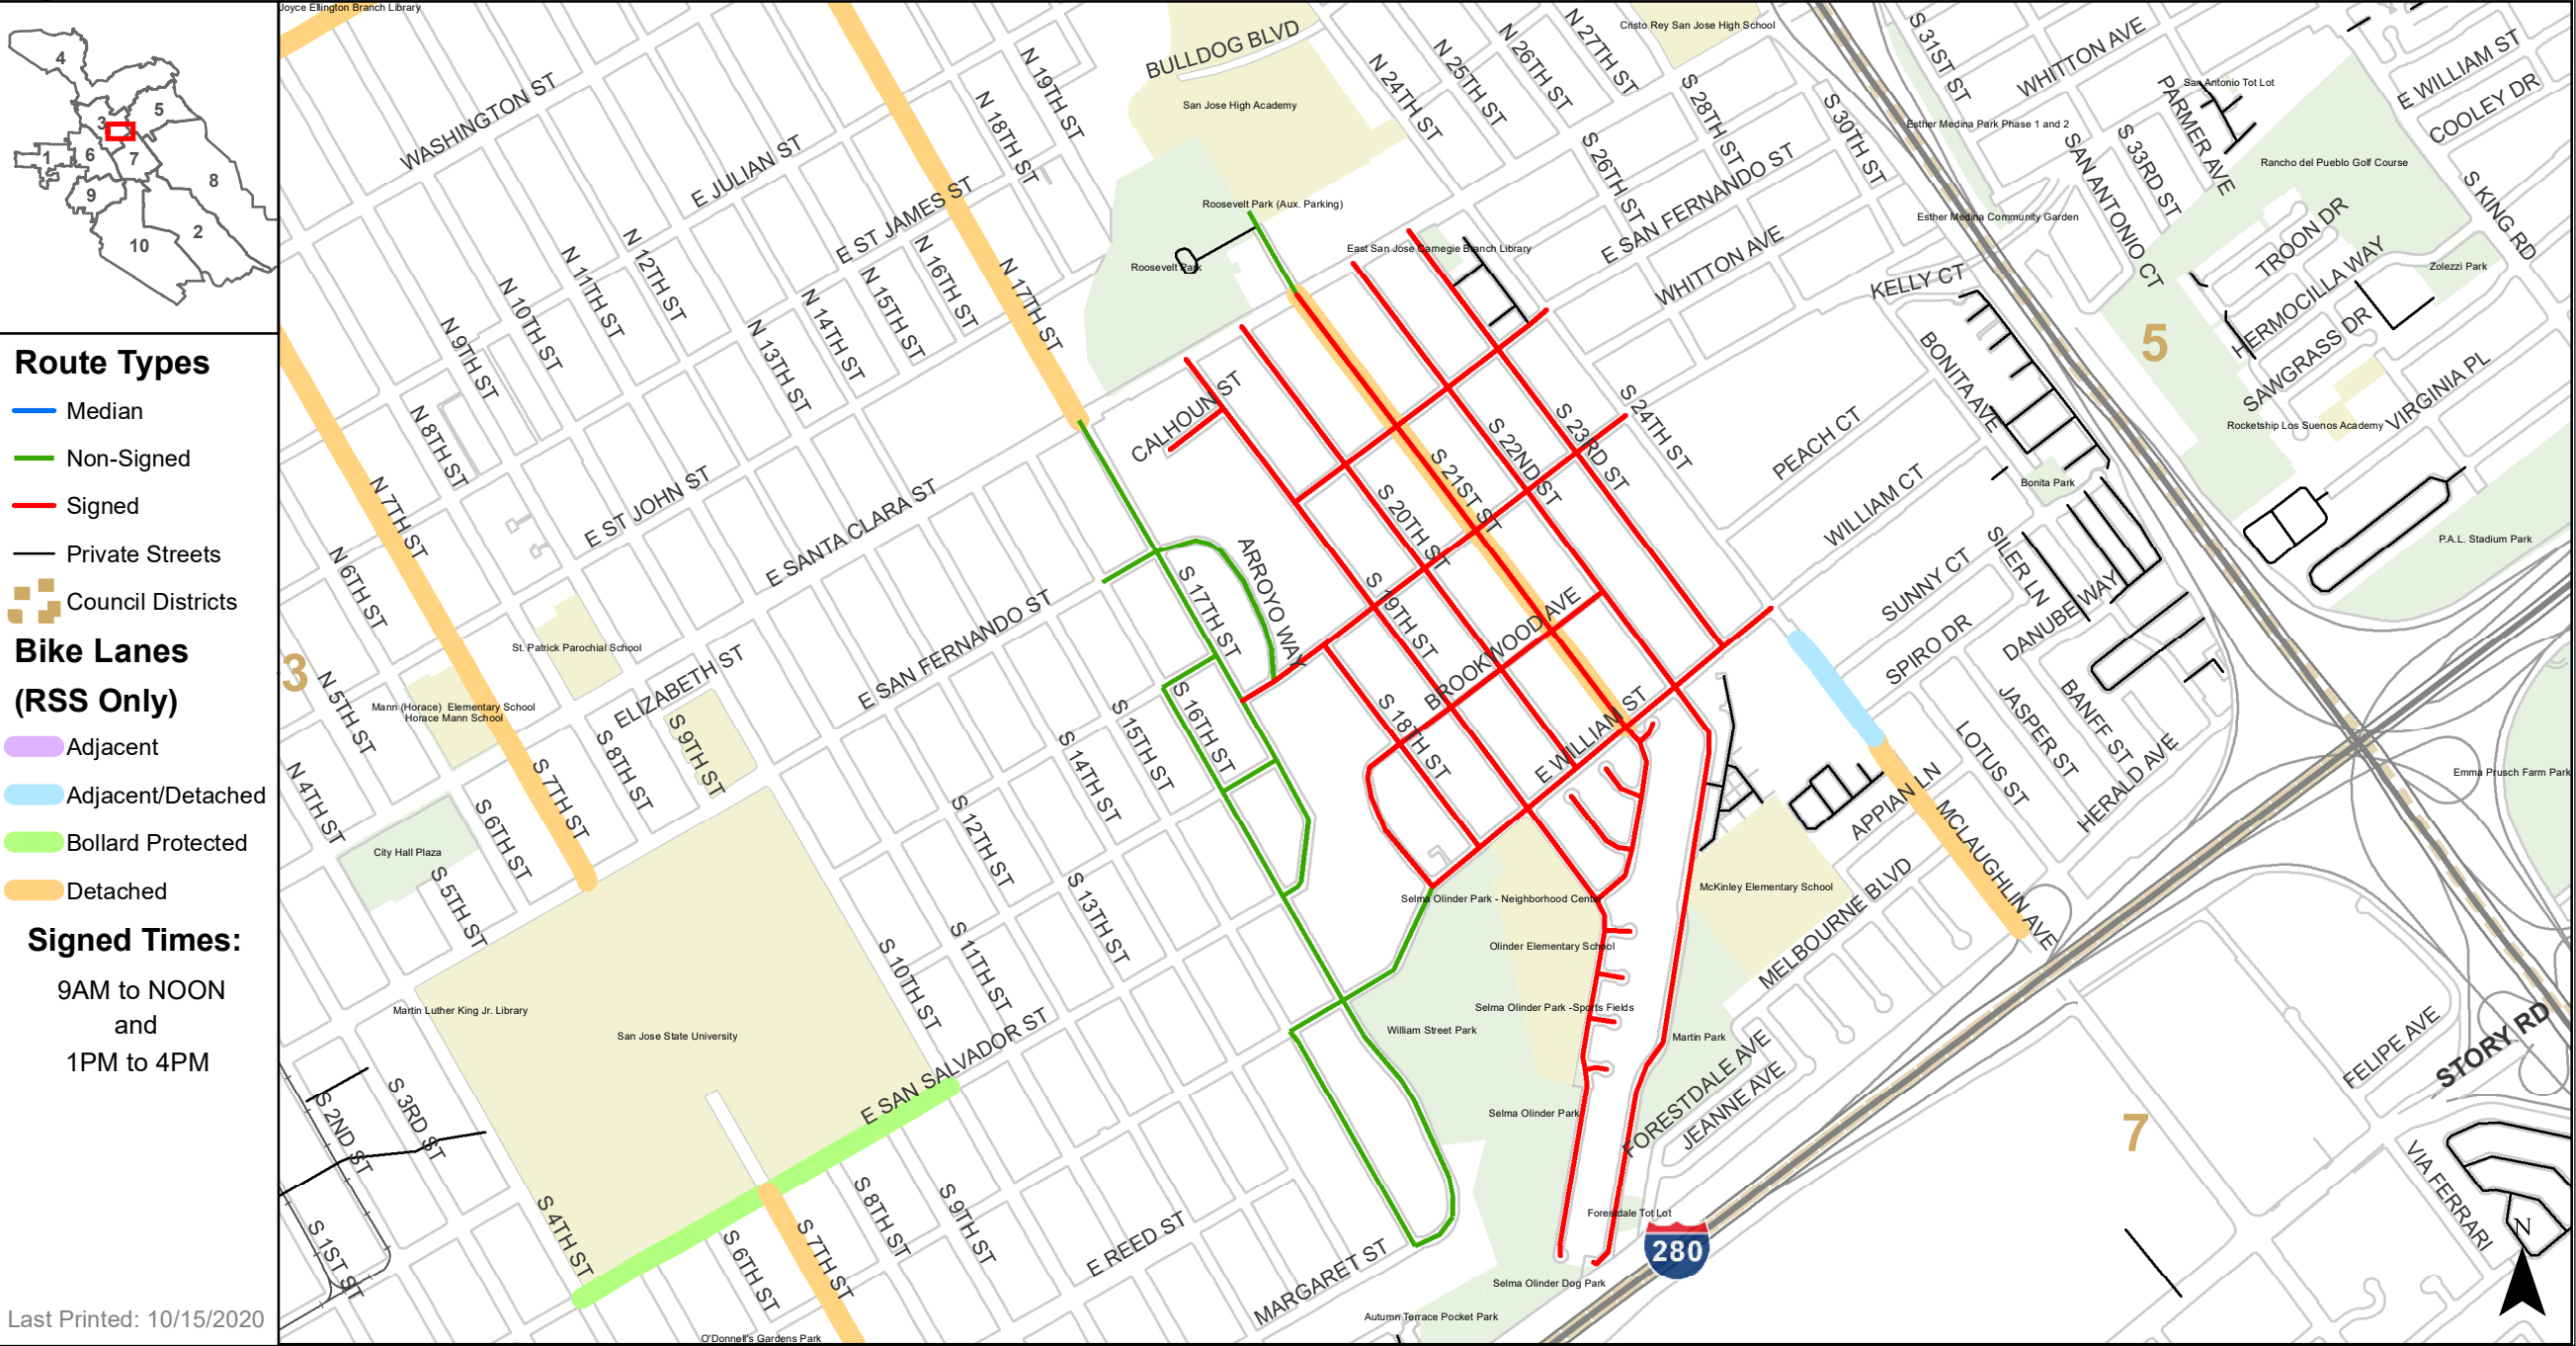 4
5
3
1
6
7
8
9
2
10
Route Types
Median
Non-Signed
Signed
Private Streets
Council Districts
Bike Lanes
(RSS Only)
Adjacent
Adjacent/Detached
Bollard Protected
Detached
Signed Times:
9AM to NOON
and
1PM to 4PM
Last Printed: 10/15/2020
Joyce Ellington Branch Library
WASHINGTON ST
E JULIAN ST
E ST JAMES ST
N 19TH ST
N 18TH ST
N 17TH ST
N 16TH ST
N 15TH ST
N 14TH ST
N 13TH ST
N 12TH ST
N 11TH ST
N 10TH ST
N 9TH ST
N 8TH ST
N 7TH ST
N 6TH ST
N 5TH ST
N 4TH ST
E ST JOHN ST
E SANTA CLARA ST
E SAN FERNANDO ST
ELIZABETH ST
BULLDOG BLVD
San Jose High Academy
Cristo Rey San Jose High School
N 24TH ST
N 25TH ST
N 26TH ST
N 27TH ST
S 28TH ST
S 26TH ST
S 30TH ST
S 31ST ST
WHITTON AVE
PARMER AVE
San Antonio Tot Lot
E WILLIAM ST
COOLEY DR
Esther Medina Park Phase 1 and 2
SAN ANTONIO CT
S 33RD ST
Rancho del Pueblo Golf Course
S KING RD
Roosevelt Park (Aux. Parking)
Roosevelt Park
East San Jose Carnegie Branch Library
E SAN FERNANDO ST
WHITTON AVE
KELLY CT
Esther Medina Community Garden
TROON DR
HERMOCILLA WAY
SAWGRASS DR
Zolezzi Park
5
VIRGINIA PL
Rocketship Los Suenos Academy
BONITA AVE
CALHOUN ST
S 24TH ST
S 23RD ST
S 22ND ST
S 21ST ST
S 20TH ST
S 19TH ST
S 18TH ST
S 17TH ST
S 16TH ST
S 15TH ST
S 14TH ST
S 13TH ST
S 12TH ST
S 11TH ST
S 10TH ST
PEACH CT
WILLIAM CT
Bonita Park
P.A.L. Stadium Park
SILER LN
SUNNY CT
DANUBE WAY
SPIRO DR
JASPER ST
BANFF ST
LOTUS ST
HERALD AVE
ARROYO WAY
BROOKWOOD AVE
E WILLIAM ST
3
St. Patrick Parochial School
Mann (Horace) Elementary School
Horace Mann School
S 9TH ST
S 8TH ST
S 7TH ST
S 6TH ST
S 5TH ST
City Hall Plaza
Emma Prusch Farm Park
APPIAN LN
MCLAUGHLIN AVE
MELBOURNE BLVD
McKinley Elementary School
Selma Olinder Park - Neighborhood Center
Olinder Elementary School
Selma Olinder Park -Sports Fields
William Street Park
Martin Park
Selma Olinder Park
FORESTDALE AVE
JEANNE AVE
Martin Luther King Jr. Library
San Jose State University
E SAN SALVADOR ST
FELIPE AVE
STORY RD
7
VIA FERRARI
S 3RD ST
S 2ND ST
S 1ST ST
S 4TH ST
S 6TH ST
S 7TH ST
S 8TH ST
S 9TH ST
E REED ST
MARGARET ST
Forestdale Tot Lot
280
Selma Olinder Dog Park
Autumn Terrace Pocket Park
O'Donnell's Gardens Park
N